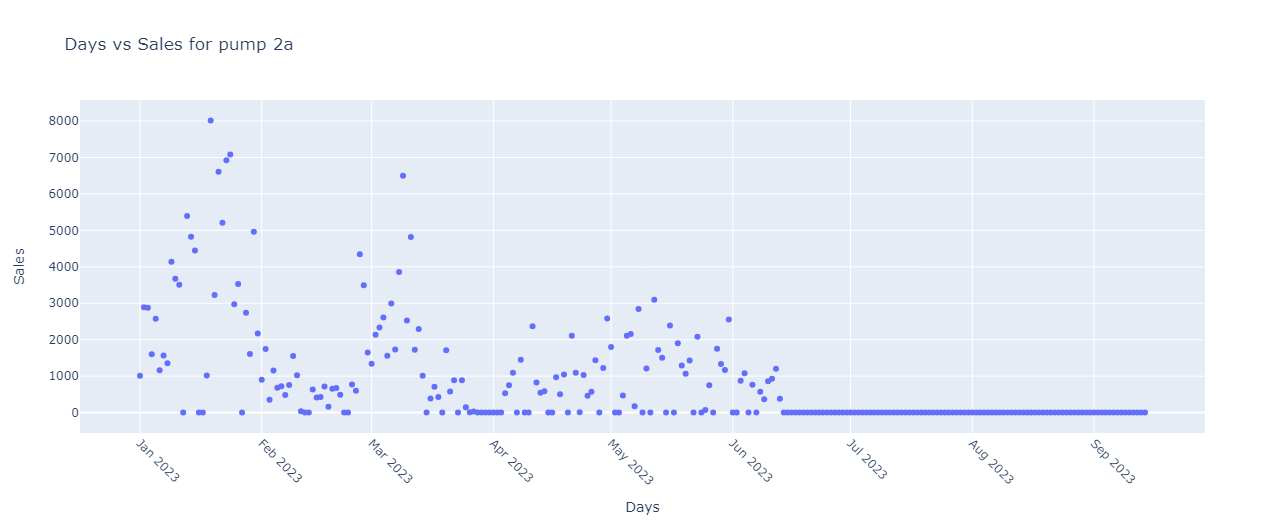 Days vs Sales for pump 2a
8000
7000
6000
5000
4000
3000
2000
1000
0
Sales
Jan 2023
Feb 2023
Mar 2023
Apr 2023
May 2023
Jun 2023
Jul 2023
Aug 2023
Sep 2023
Days